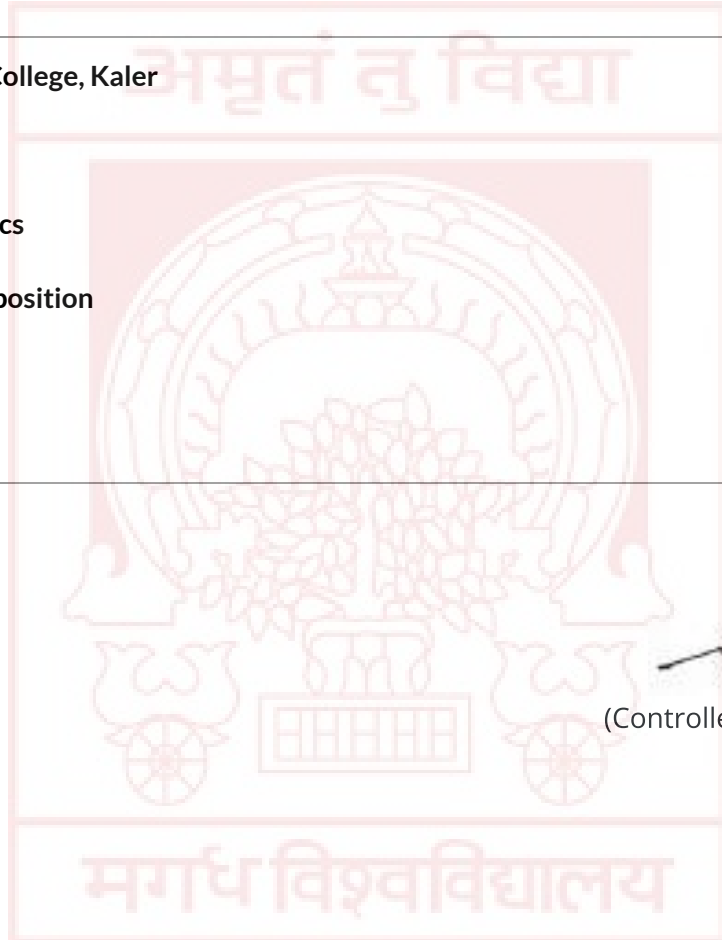 अमृतं तु विद्या
College, Kaler
cs
position
(Controlle
मगध विश्वविद्यालय